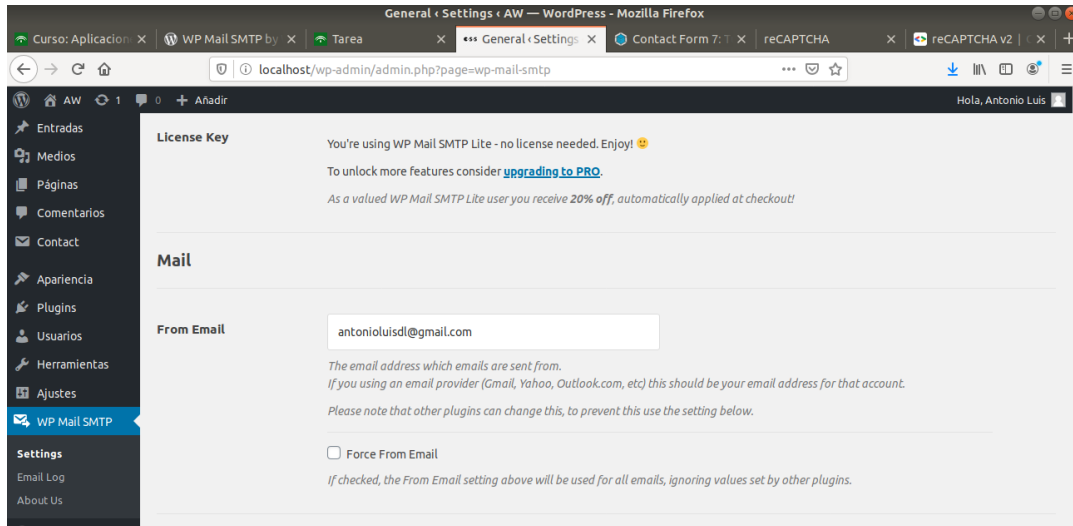 General ‹ Settings ‹ AW — WordPress - Mozilla Firefox
Curso: Aplicacion
WP Mail SMTP by
Tarea
General ‹ Settings
Contact Form 7: T
reCAPTCHA
reCAPTCHA v2 |
localhost/wp-admin/admin.php?page=wp-mail-smtp
AW 1 0 + Añadir
Hola, Antonio Luis
Entradas
Medios
Páginas
Comentarios
Contact
Apariencia
Plugins
Usuarios
Herramientas
Ajustes
WP Mail SMTP
Settings
Email Log
About Us
License Key
You're using WP Mail SMTP Lite - no license needed. Enjoy! 🙂
To unlock more features consider upgrading to PRO.
As a valued WP Mail SMTP Lite user you receive 20% off, automatically applied at checkout!
Mail
From Email
antonioluisdl@gmail.com
The email address which emails are sent from.
If you using an email provider (Gmail, Yahoo, Outlook.com, etc) this should be your email address for that account.
Please note that other plugins can change this, to prevent this use the setting below.
Force From Email
If checked, the From Email setting above will be used for all emails, ignoring values set by other plugins.